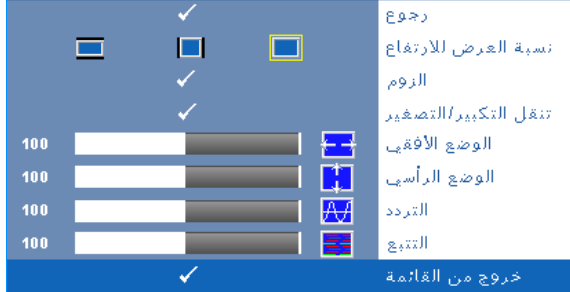 رجوع
نسبة العرض للارتفاع
الزوم
تنقل التكبير/التصغير
الوضع الأفقي 100
الوضع الرأسي 100
التردد 100
التتبع 100
خروج من القائمة